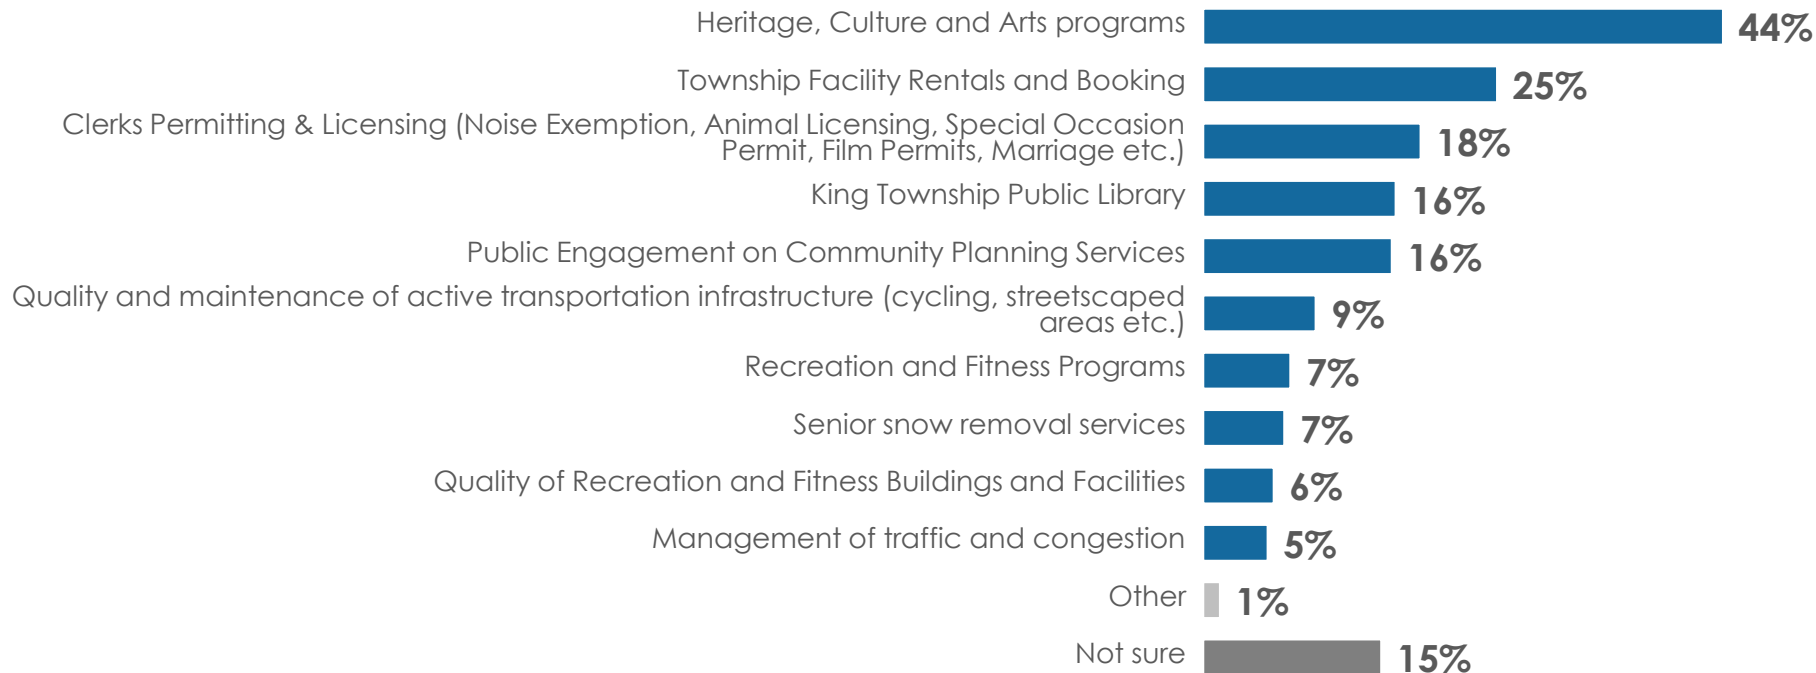 Heritage, Culture and Arts programs 44%
Township Facility Rentals and Booking 25%
Clerks Permitting & Licensing (Noise Exemption, Animal Licensing, Special Occasion
Permit, Film Permits, Marriage etc.) 18%
King Township Public Library 16%
Public Engagement on Community Planning Services 16%
Quality and maintenance of active transportation infrastructure (cycling, streetscaped
areas etc.) 9%
Recreation and Fitness Programs 7%
Senior snow removal services 7%
Quality of Recreation and Fitness Buildings and Facilities 6%
Management of traffic and congestion 5%
Other 1%
Not sure 15%